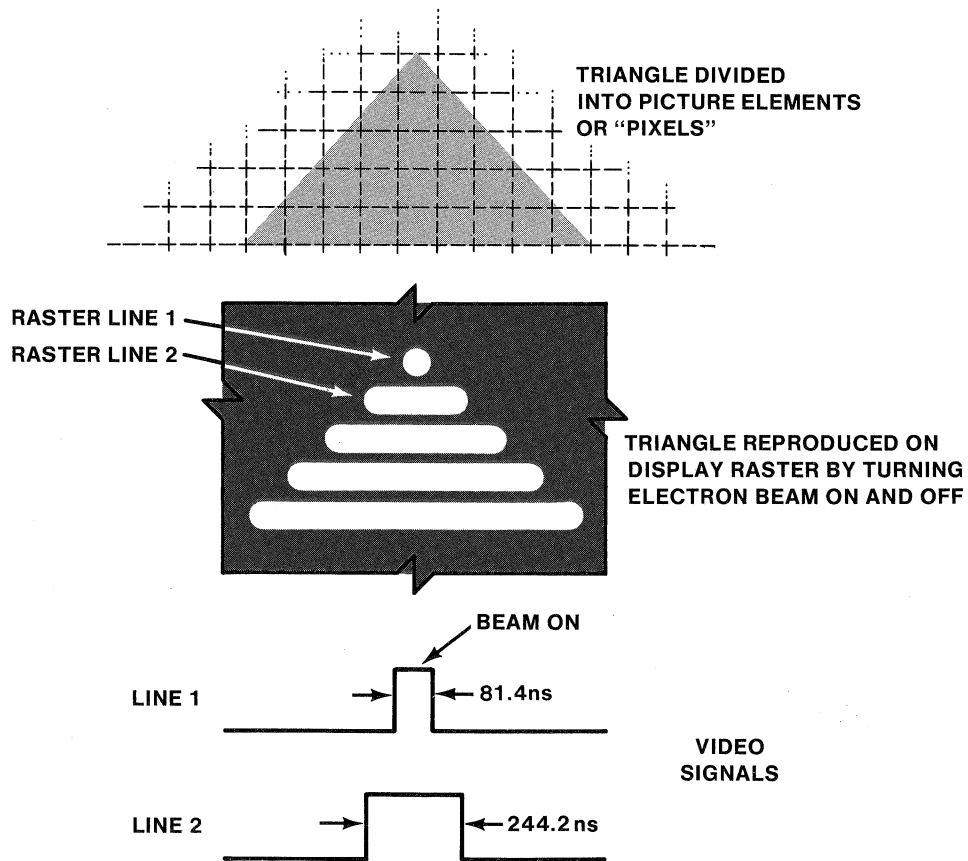 TRIANGLE DIVIDED
INTO PICTURE ELEMENTS
OR “PIXELS”
RASTER LINE 1
RASTER LINE 2
TRIANGLE REPRODUCED ON
DISPLAY RASTER BY TURNING
ELECTRON BEAM ON AND OFF
BEAM ON
LINE 1
81.4ns
VIDEO
SIGNALS
LINE 2
244.2ns